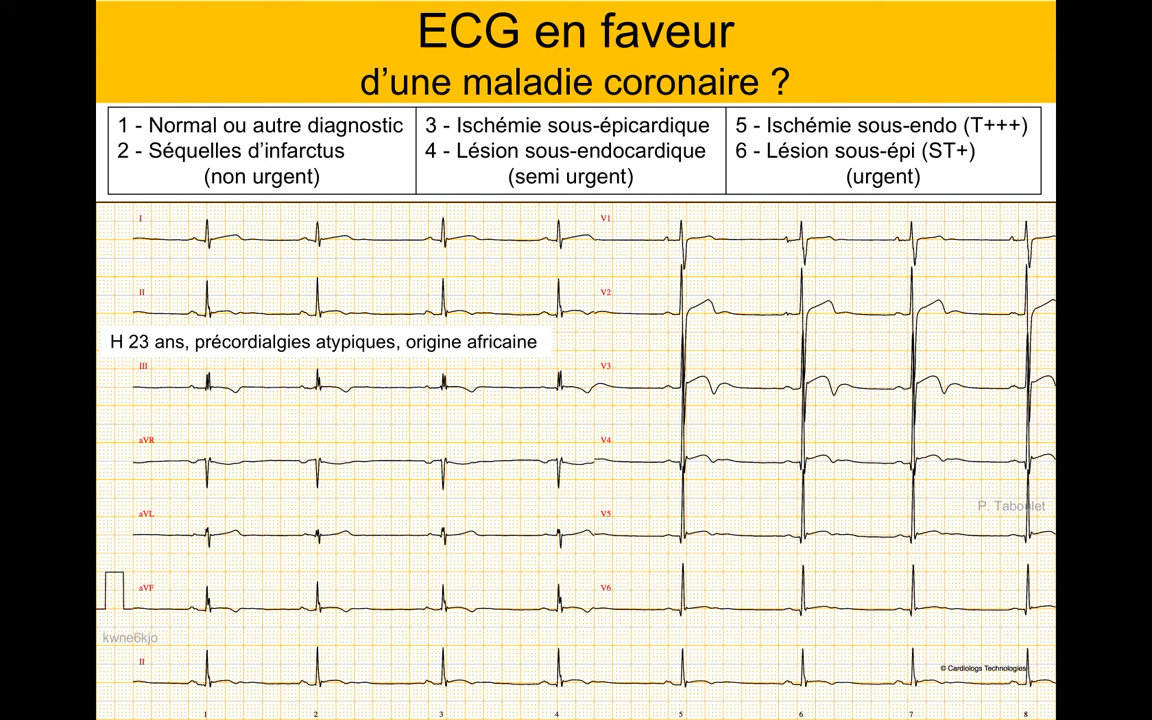 ECG en faveur
d’une maladie coronaire ?
1 - Normal ou autre diagnostic
2 - Séquelles d’infarctus
(non urgent)
3 - Ischémie sous-épicardique
4 - Lésion sous-endocardique
(semi urgent)
5 - Ischémie sous-endo (T+++)
6 - Lésion sous-épi (ST+)
(urgent)
I
V1
II
V2
H 23 ans, précordialgies atypiques, origine africaine
III
V3
aVR
V4
P. Taboulet
aVL
V5
aVF
V6
kwne6kjo
II
© Cardiologs Technologies
1 2 3 4 5 6 7 8